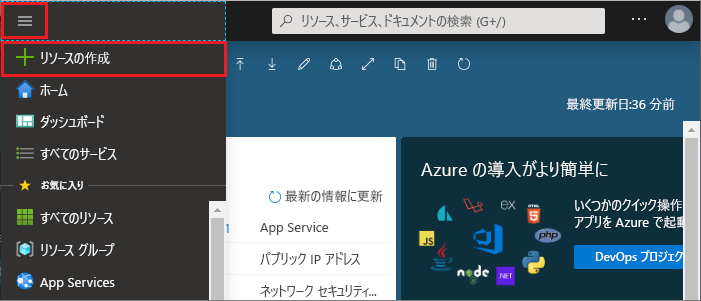 リソース、サービス、ドキュメントの検索 (G+/)
リソースの作成
ホーム
ダッシュボード
すべてのサービス
お気に入り
すべてのリソース
リソース グループ
App Services
最終更新日:36 分前
最新の情報に更新
App Service
パブリック IP アドレス
ネットワーク セキュリティ...
Azure の導入がより簡単に
いくつかのクイック操作
アプリを Azure で起動
DevOps プロジェク
JS
ex
HTML
5
php
node
.NET